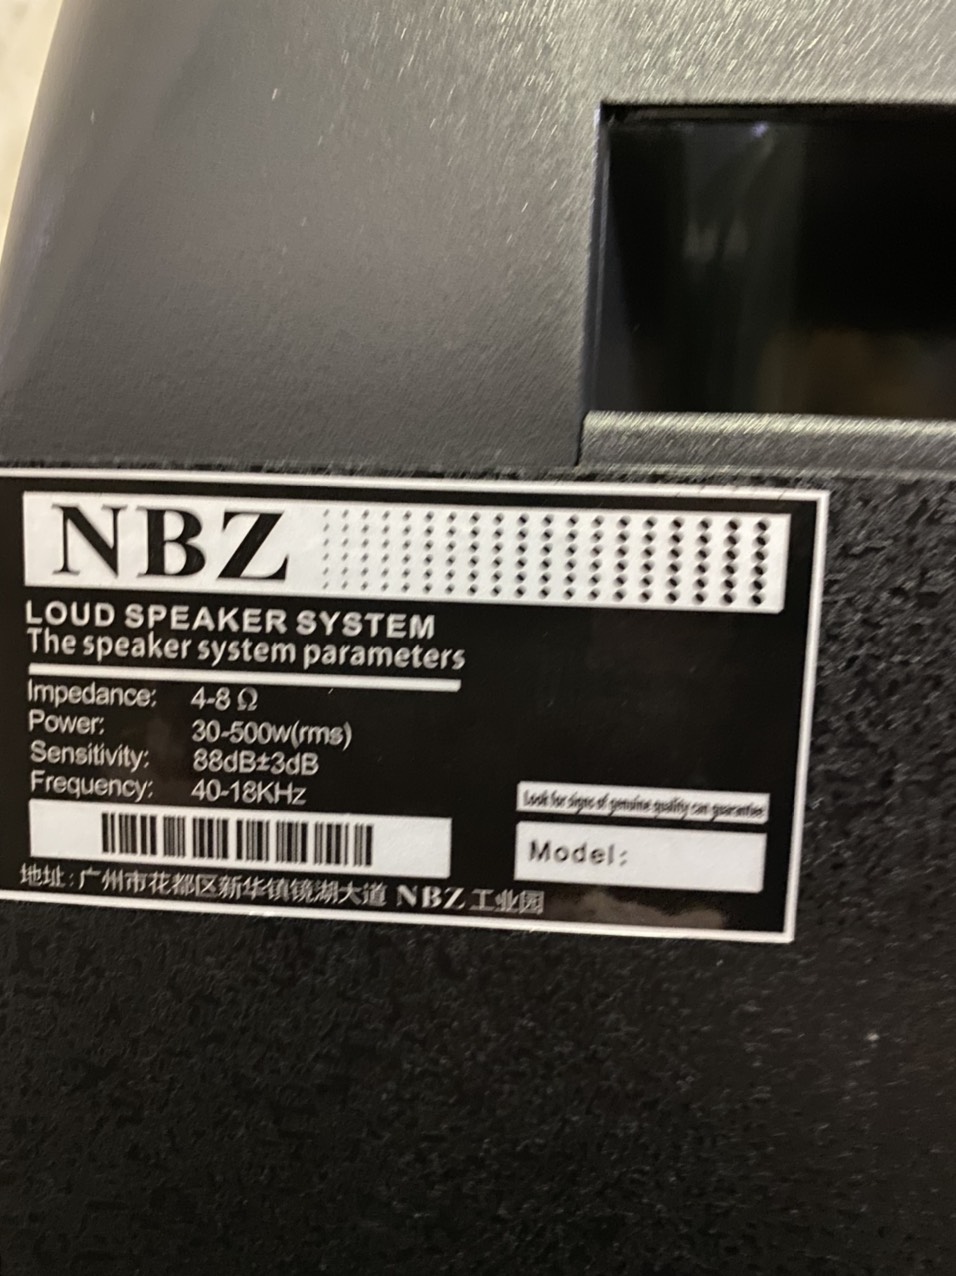 NBZ
LOUD SPEAKER SYSTEM
The speaker system parameters
Impedance: 4-8 Ω
Power: 30-500w(rms)
Sensitivity: 88dB±3dB
Frequency: 40-18KHz
Look for signs of genuine quality can guarantee
Model:
地址:广州市花都区新华镇镜湖大道 NBZ 工业园